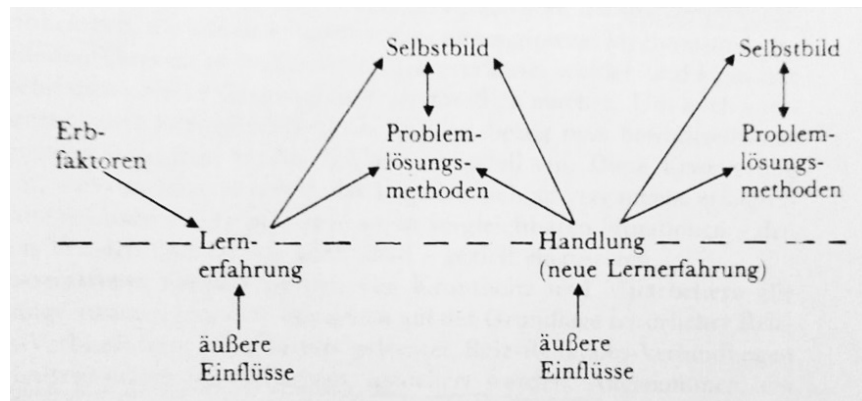 Selbstbild
Selbstbild
Erb-
faktoren
Problem-
lösungs-
methoden
Problem-
lösungs-
methoden
Lern-
erfahrung
Handlung
(neue Lernerfahrung)
äußere
Einflüsse
äußere
Einflüsse